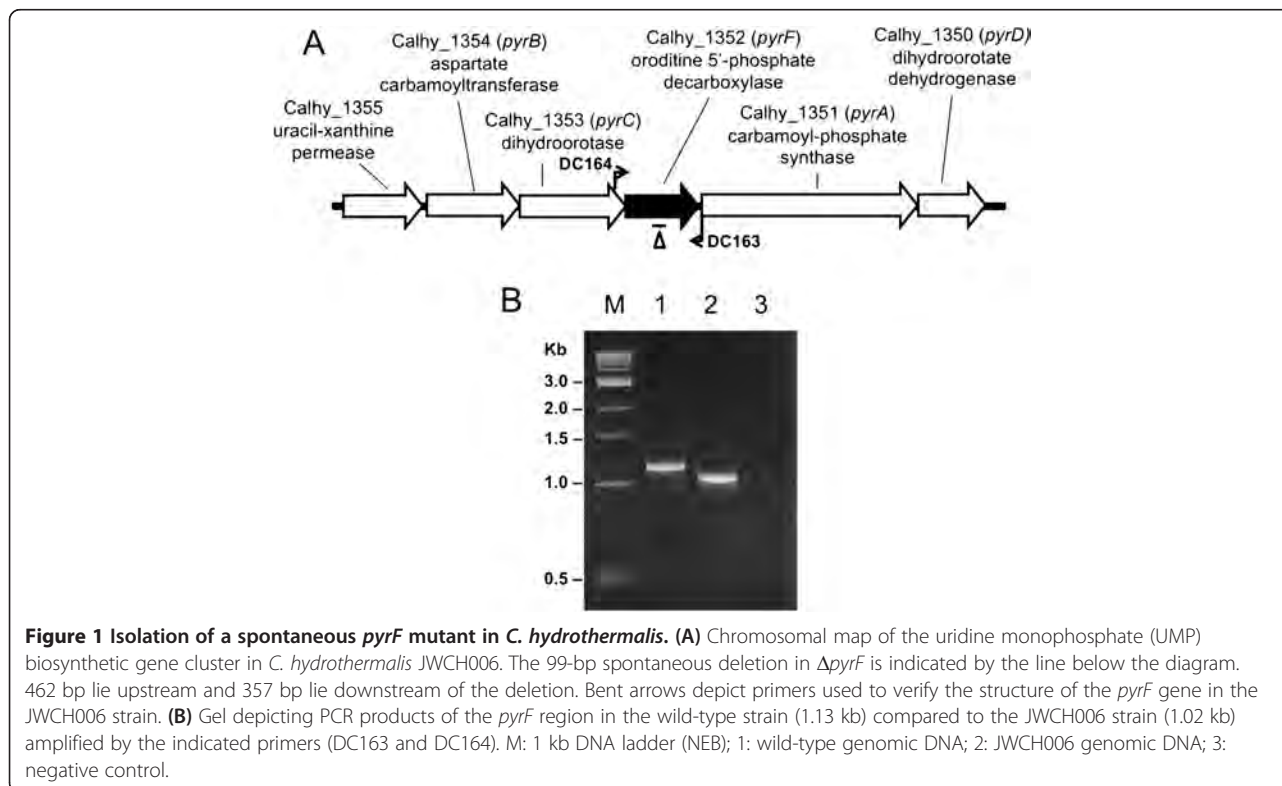 A
Calhy_1354 (pyrB)
aspartate
carbamoyltransferase
Calhy_1352 (pyrF)
oroditine 5'-phosphate
decarboxylase
Calhy_1350 (pyrD)
dihydroorotate
dehydrogenase
Calhy_1355
uracil-xanthine
permease
Calhy_1353 (pyrC)
dihydroorotase
Calhy_1351 (pyrA)
carbamoyl-phosphate
synthase
DC164
Δ
DC163
B
M 1 2 3
Kb
3.0
2.0
1.5
1.0
0.5
Figure 1 Isolation of a spontaneous pyrF mutant in C. hydrothermalis. (A) Chromosomal map of the uridine monophosphate (UMP)
biosynthetic gene cluster in C. hydrothermalis JWCH006. The 99-bp spontaneous deletion in ΔpyrF is indicated by the line below the diagram.
462 bp lie upstream and 357 bp lie downstream of the deletion. Bent arrows depict primers used to verify the structure of the pyrF gene in the
JWCH006 strain. (B) Gel depicting PCR products of the pyrF region in the wild-type strain (1.13 kb) compared to the JWCH006 strain (1.02 kb)
amplified by the indicated primers (DC163 and DC164). M: 1 kb DNA ladder (NEB); 1: wild-type genomic DNA; 2: JWCH006 genomic DNA; 3:
negative control.